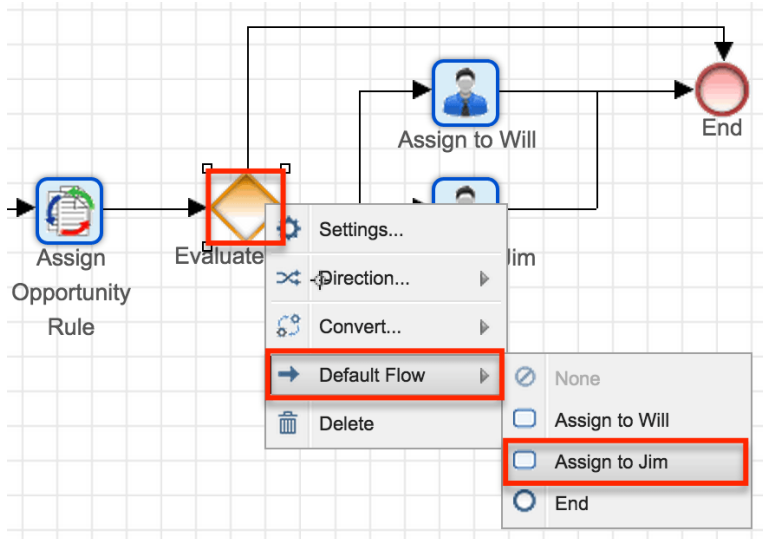 Assign to Will
End
Assign
Opportunity
Rule
Evaluate
Jim
Settings...
Direction...
Convert...
Default Flow
Delete
None
Assign to Will
Assign to Jim
End